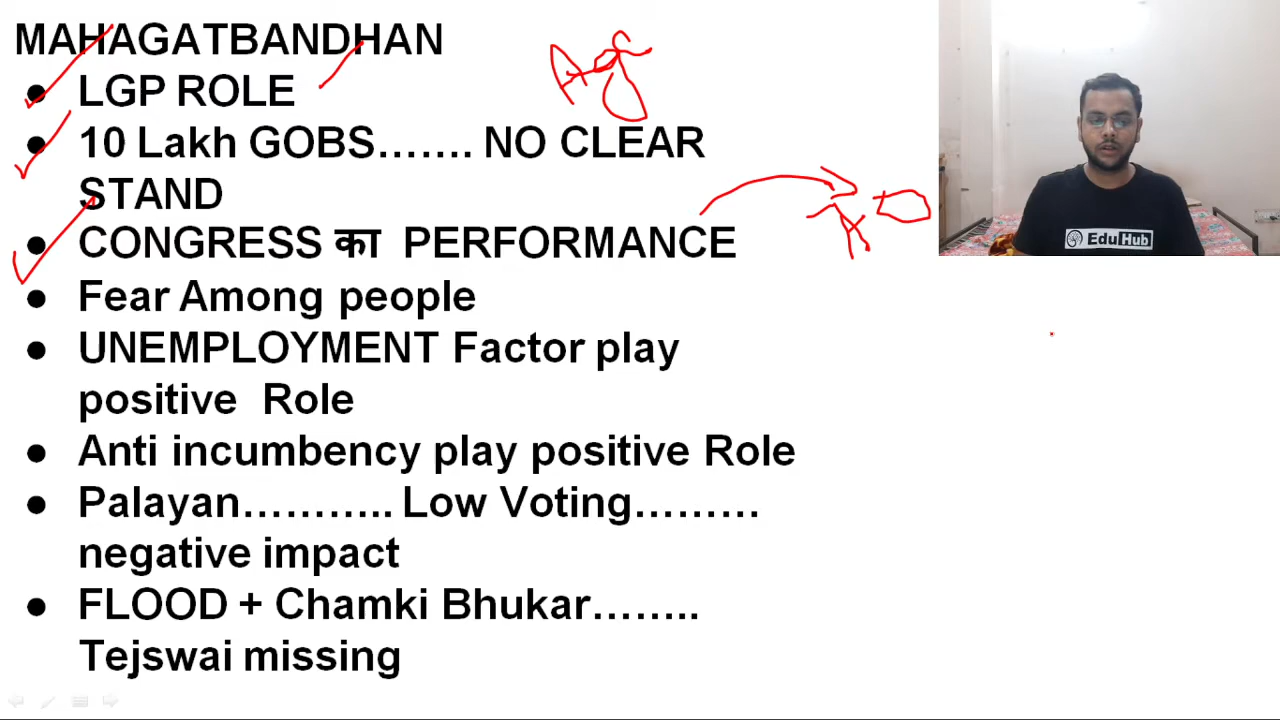 MAHAGATBANDHAN
● LGP ROLE
● 10 Lakh GOBS……. NO CLEAR
STAND
● CONGRESS का PERFORMANCE
● Fear Among people
● UNEMPLOYMENT Factor play
positive Role
● Anti incumbency play positive Role
● Palayan……….. Low Voting………
negative impact
● FLOOD + Chamki Bhukar……..
Tejswai missing
EduHub